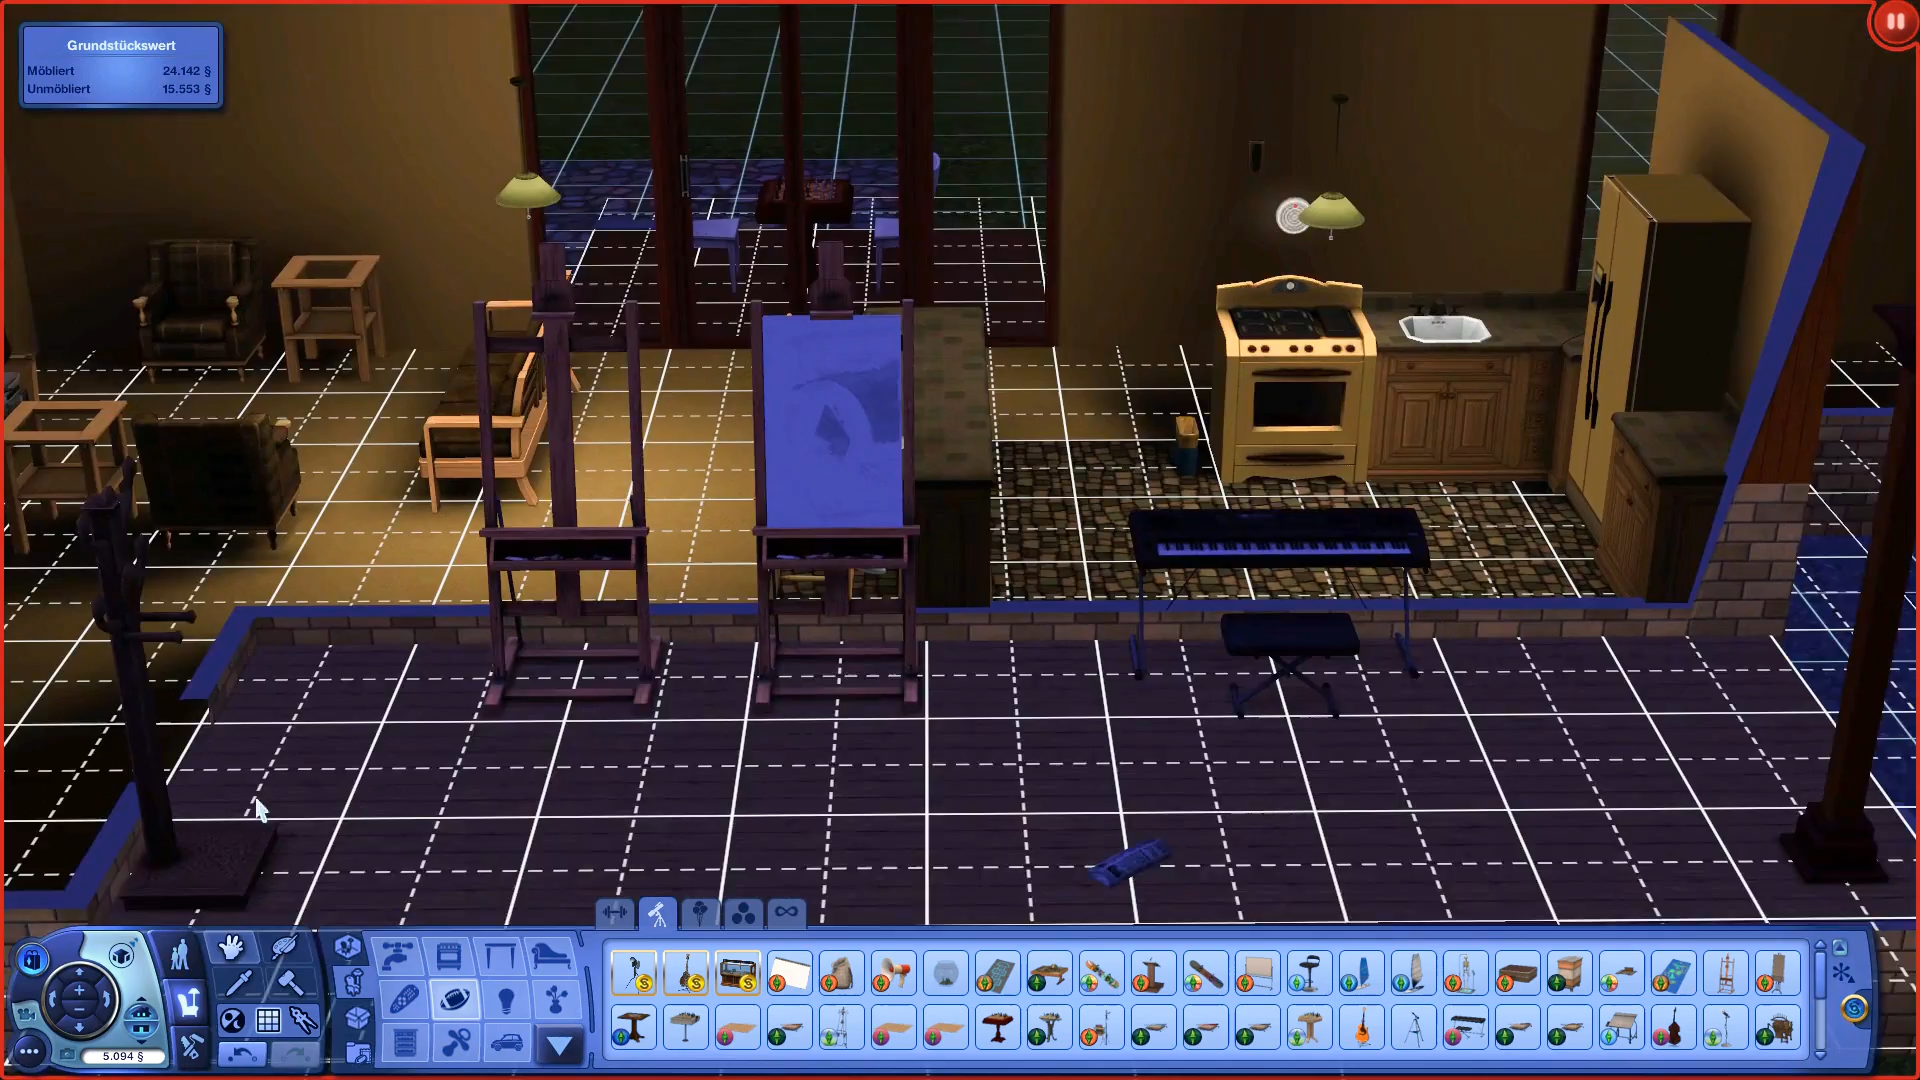 Grundstückswert
Möbliert 24.142 §
Unmöbliert 15.553 §
5.094 §